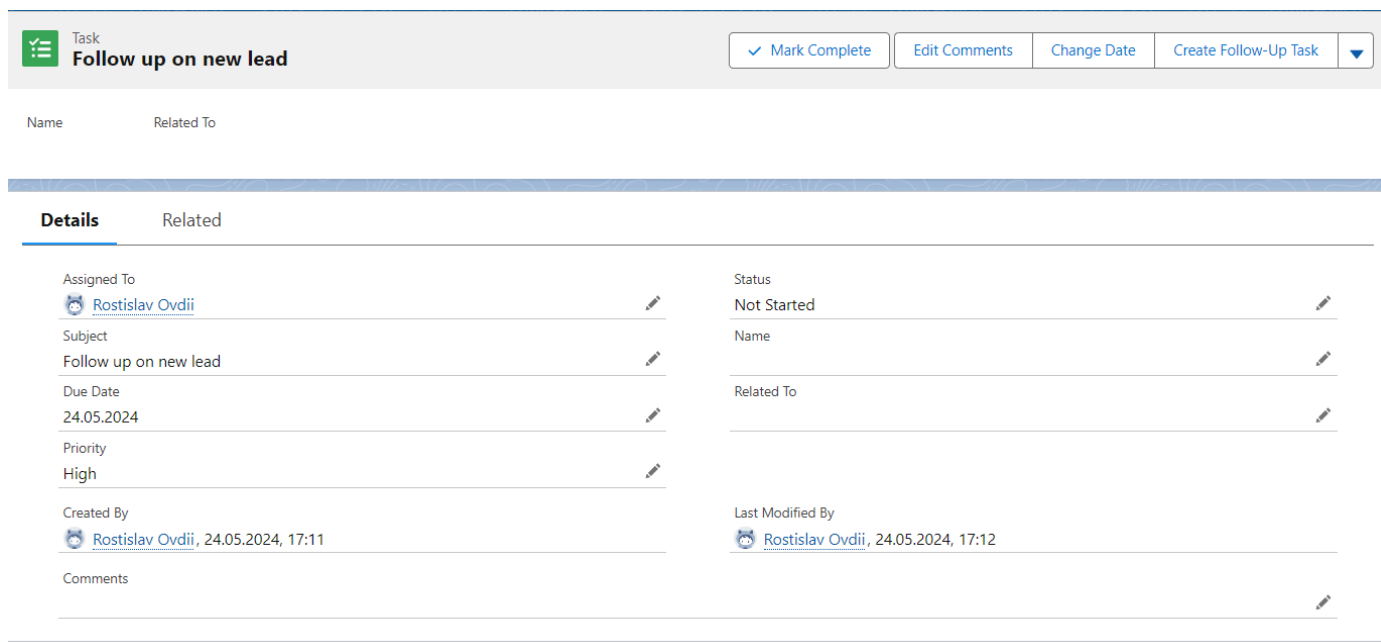 Task
Follow up on new lead
Mark Complete
Edit Comments
Change Date
Create Follow-Up Task
Name
Related To
Details
Related
Assigned To
Rostislav Ovdii
Status
Not Started
Subject
Follow up on new lead
Name
Due Date
24.05.2024
Related To
Priority
High
Created By
Rostislav Ovdii, 24.05.2024, 17:11
Last Modified By
Rostislav Ovdii, 24.05.2024, 17:12
Comments